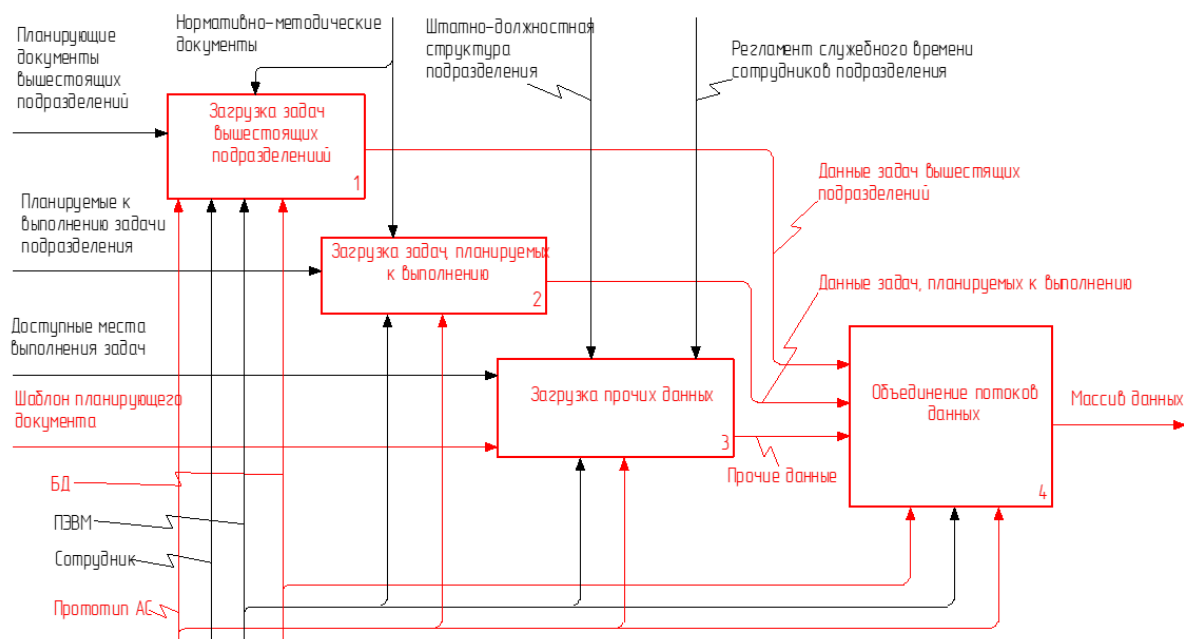 Планирующие
документы
вышестоящих
подразделений
Нормативно-методические
документы
Штатно-должностная
структура
подразделения
Регламент служебного времени
сотрудников подразделения
Загрузка задач
вышестоящих
подразделениий
1
Данные задач вышестящих
подразделений
Планируемые к
выполнению задачи
подразделения
Загрузка задач, планируемых
к выполнению
2
Данные задач, планируемых к выполнению
Доступные места
выполнения задач
Шаблон планирующего
документа
Загрузка прочих данных
3
Прочие данные
Объединение потоков
данных
4
Массив данных
БД
ПЭВМ
Сотрудник
Прототип АС